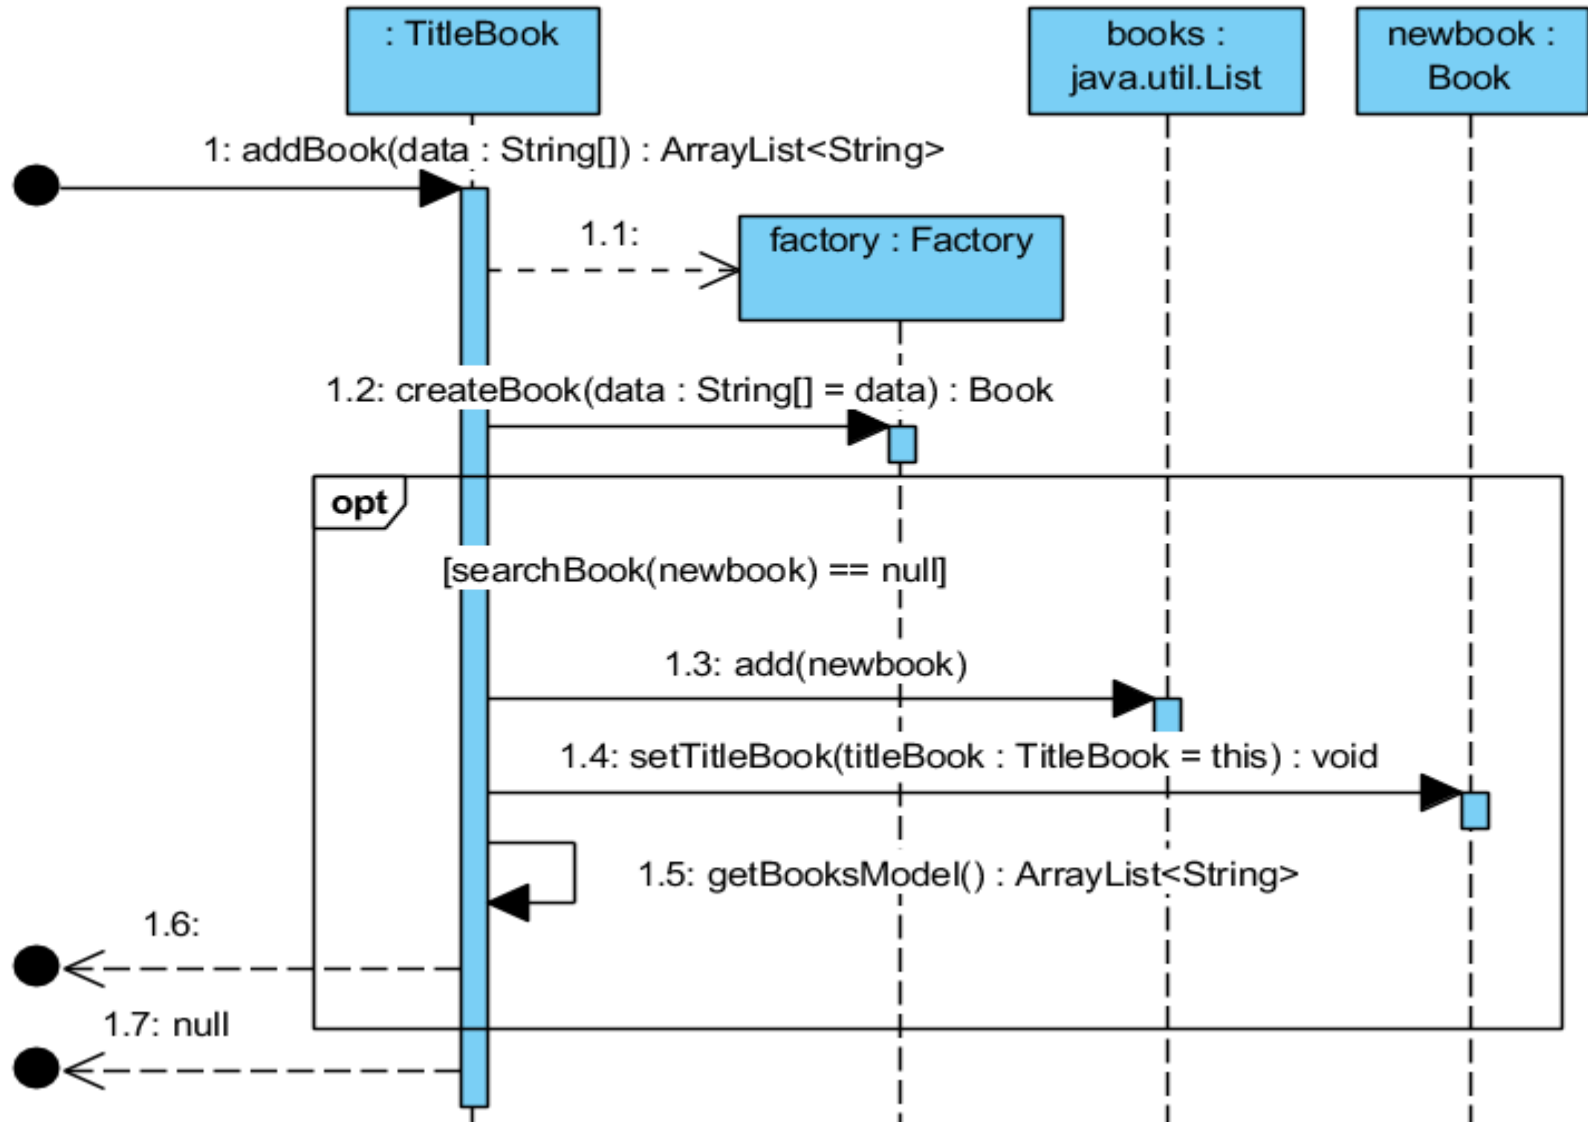 : TitleBook
books :
java.util.List
newbook :
Book
1: addBook(data : String[]) : ArrayList<String>
1.1:
factory : Factory
1.2: createBook(data : String[] = data) : Book
opt
[searchBook(newbook) == null]
1.3: add(newbook)
1.4: setTitleBook(titleBook : TitleBook = this) : void
1.5: getBooksModel() : ArrayList<String>
1.6:
1.7: null